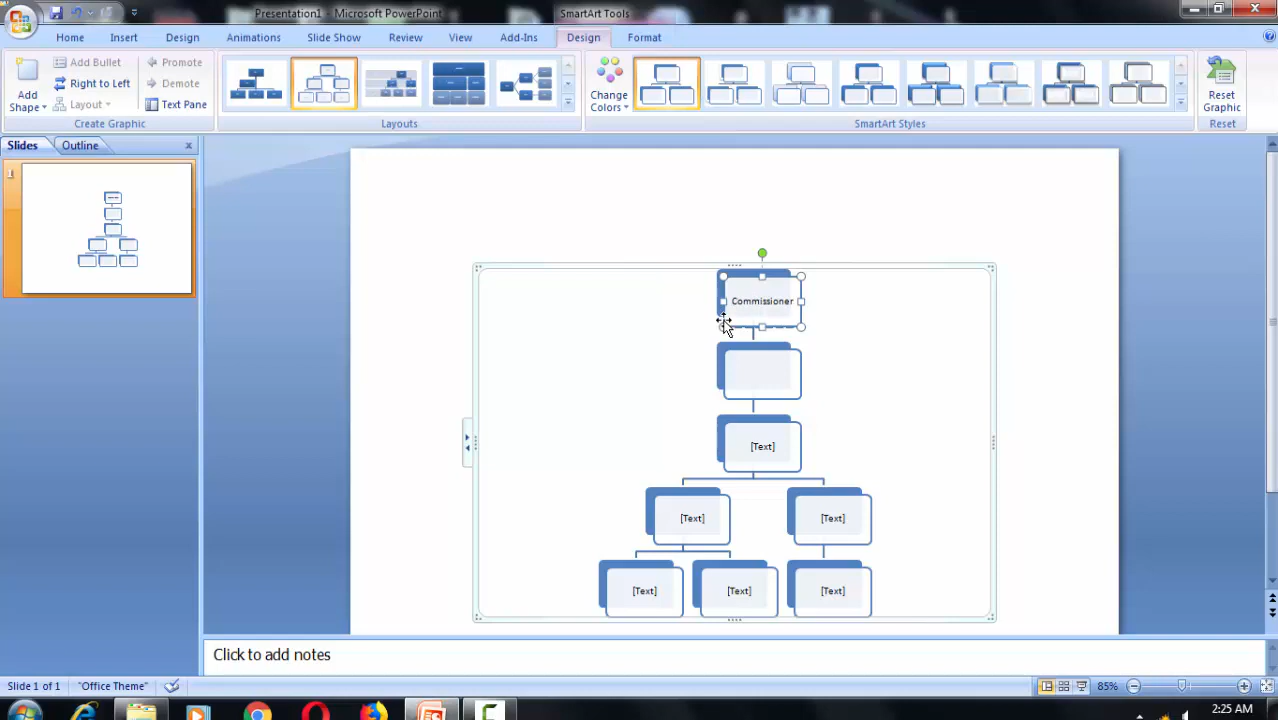 Presentation1 - Microsoft PowerPoint
SmartArt Tools
Home Insert Design Animations Slide Show Review View Add-Ins Design Format
Add Shape
Add Bullet
Right to Left
Layout
Promote
Demote
Text Pane
Create Graphic
Layouts
Change Colors
SmartArt Styles
Reset Graphic
Reset
Slides Outline
1
Commissioner
[Text]
[Text] [Text]
[Text] [Text] [Text]
Click to add notes
Slide 1 of 1 "Office Theme" 85%
2:25 AM